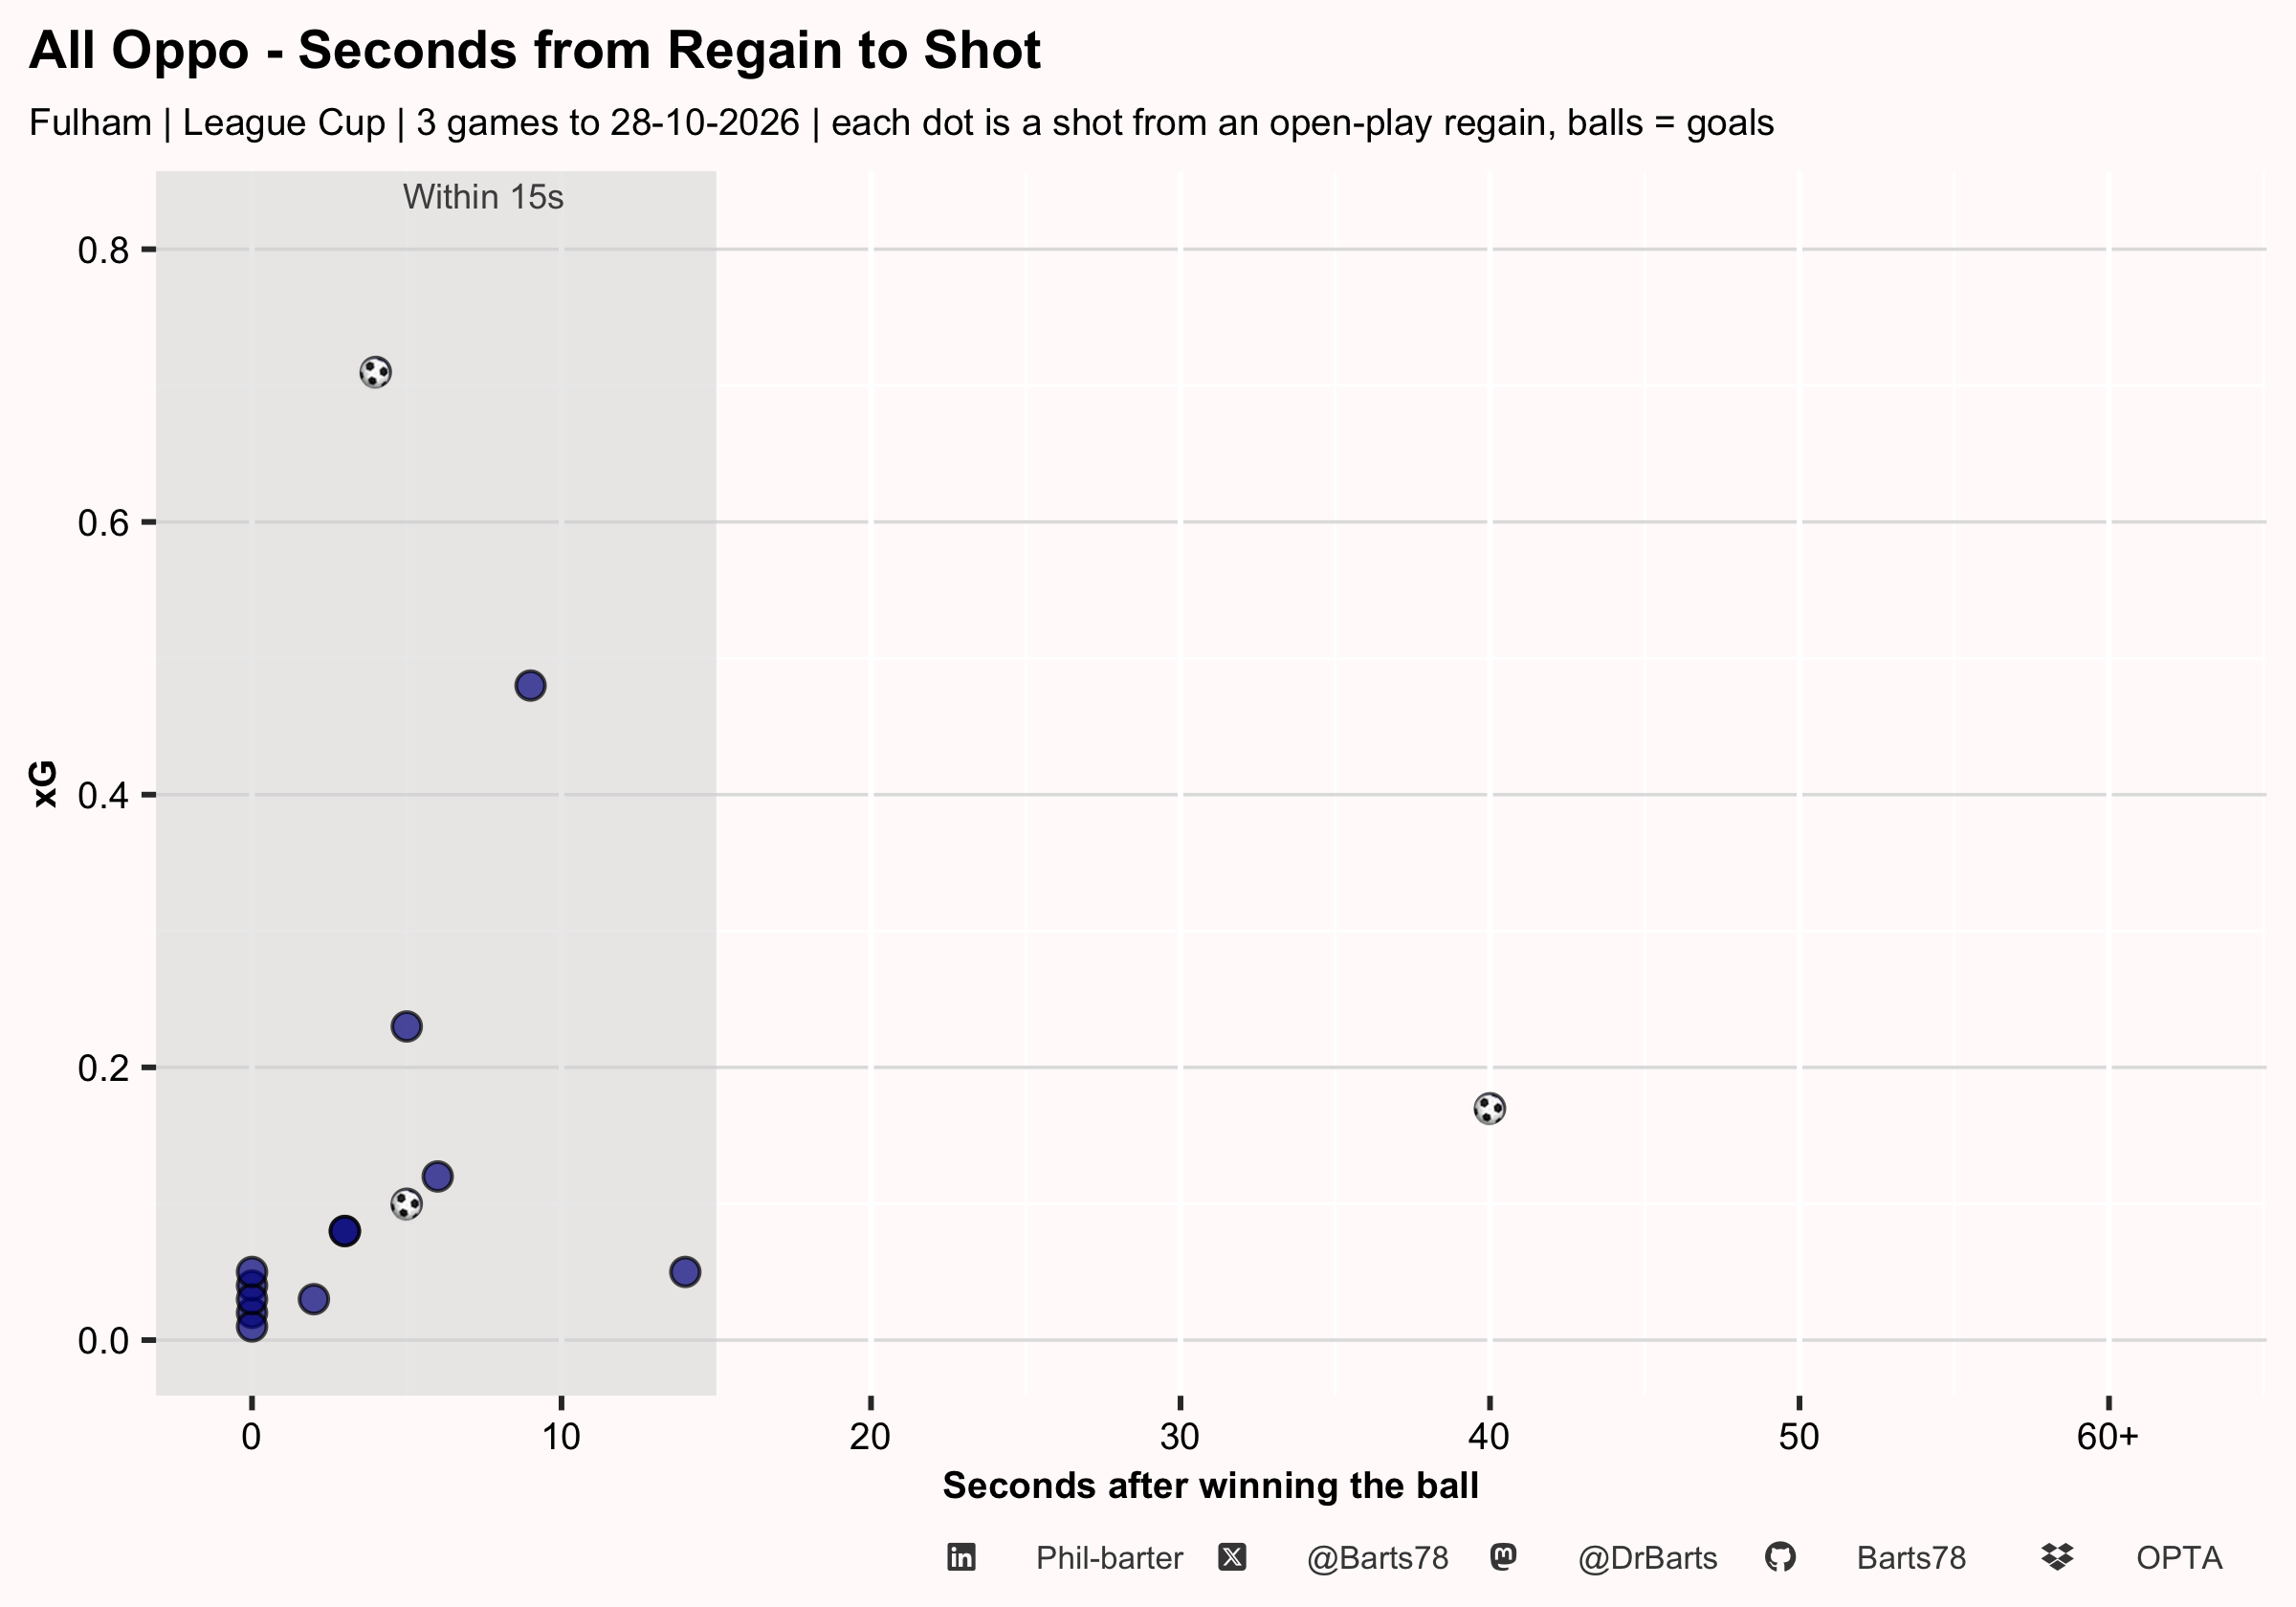 All Oppo - Seconds from Regain to Shot
Fulham | League Cup | 3 games to 28-10-2026 | each dot is a shot from an open-play regain, balls = goals
Within 15s
0.8
0.6
0.4
0.2
0.0
xG
0 10 20 30 40 50 60+
Seconds after winning the ball
Phil-barter @Barts78 @DrBarts Barts78 OPTA